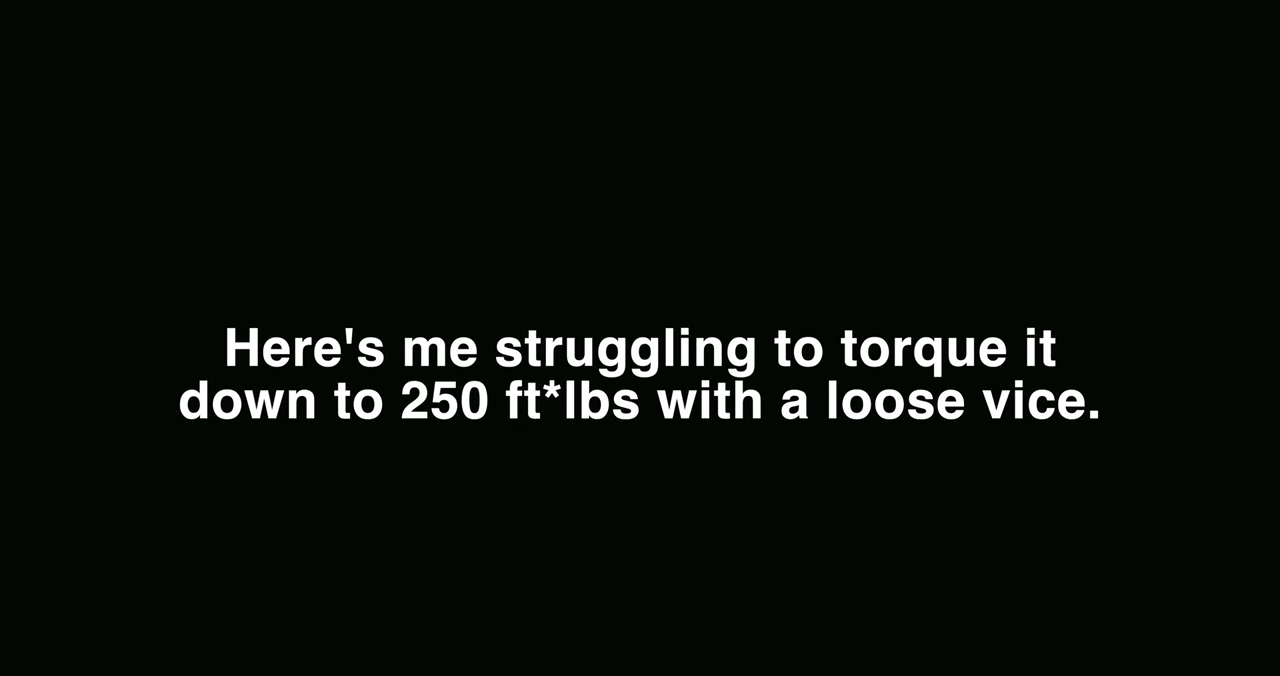 Here's me struggling to torque it
down to 250 ft*lbs with a loose vice.